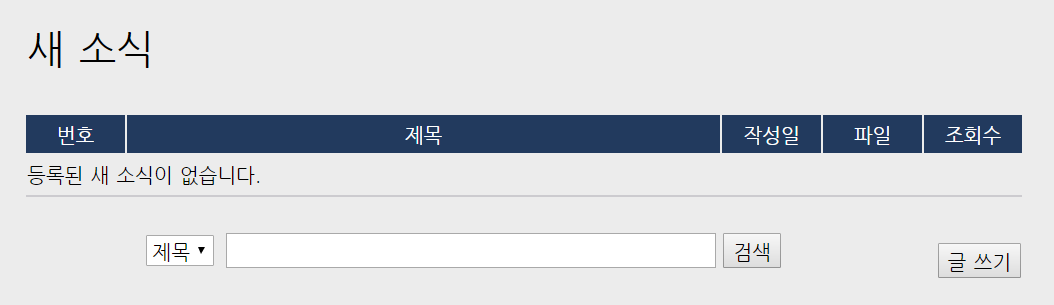 새 소식
번호 제목 작성일 파일 조회수
등록된 새 소식이 없습니다.
제목 ▼ 검색 글 쓰기